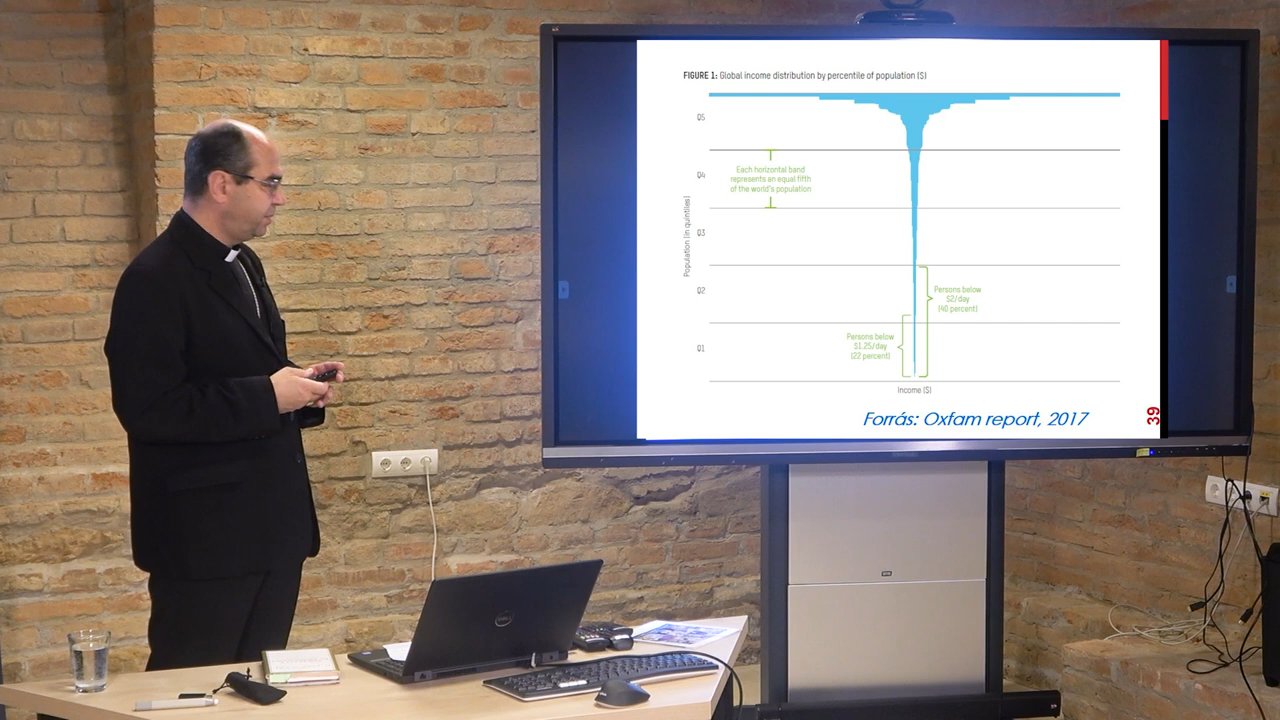 FIGURE 1: Global income distribution by percentile of population ($)
Q5
Each horizontal band
represents an equal fifth
of the world's population
Q4
Q3
Population (in quintiles)
Q2
Persons below
$2/day
(40 percent)
Persons below
$1.25/day
(22 percent)
Q1
Income ($)
Forrás: Oxfam report, 2017
39
DELL